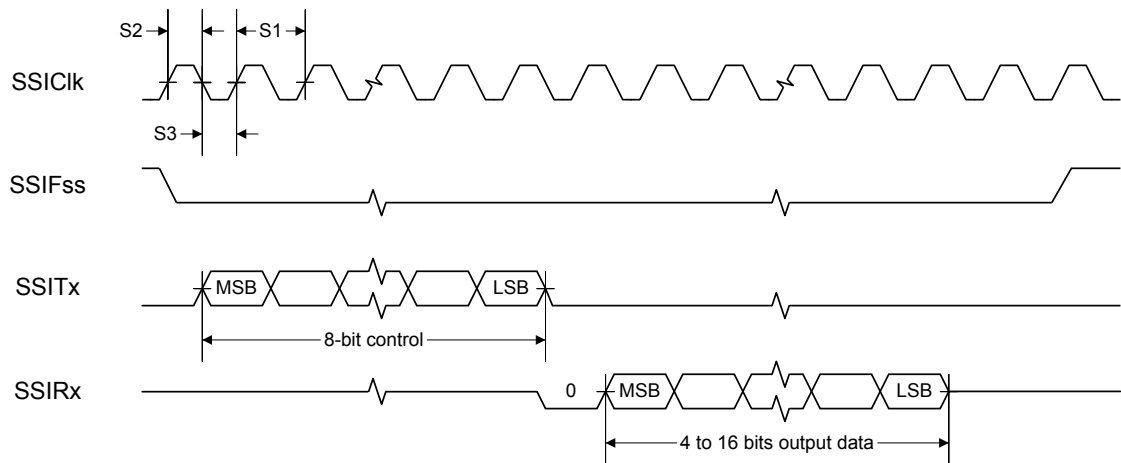 S2
S1
SSIClk
S3
SSIFss
SSITx
MSB
LSB
8-bit control
SSIRx
0
MSB
LSB
4 to 16 bits output data